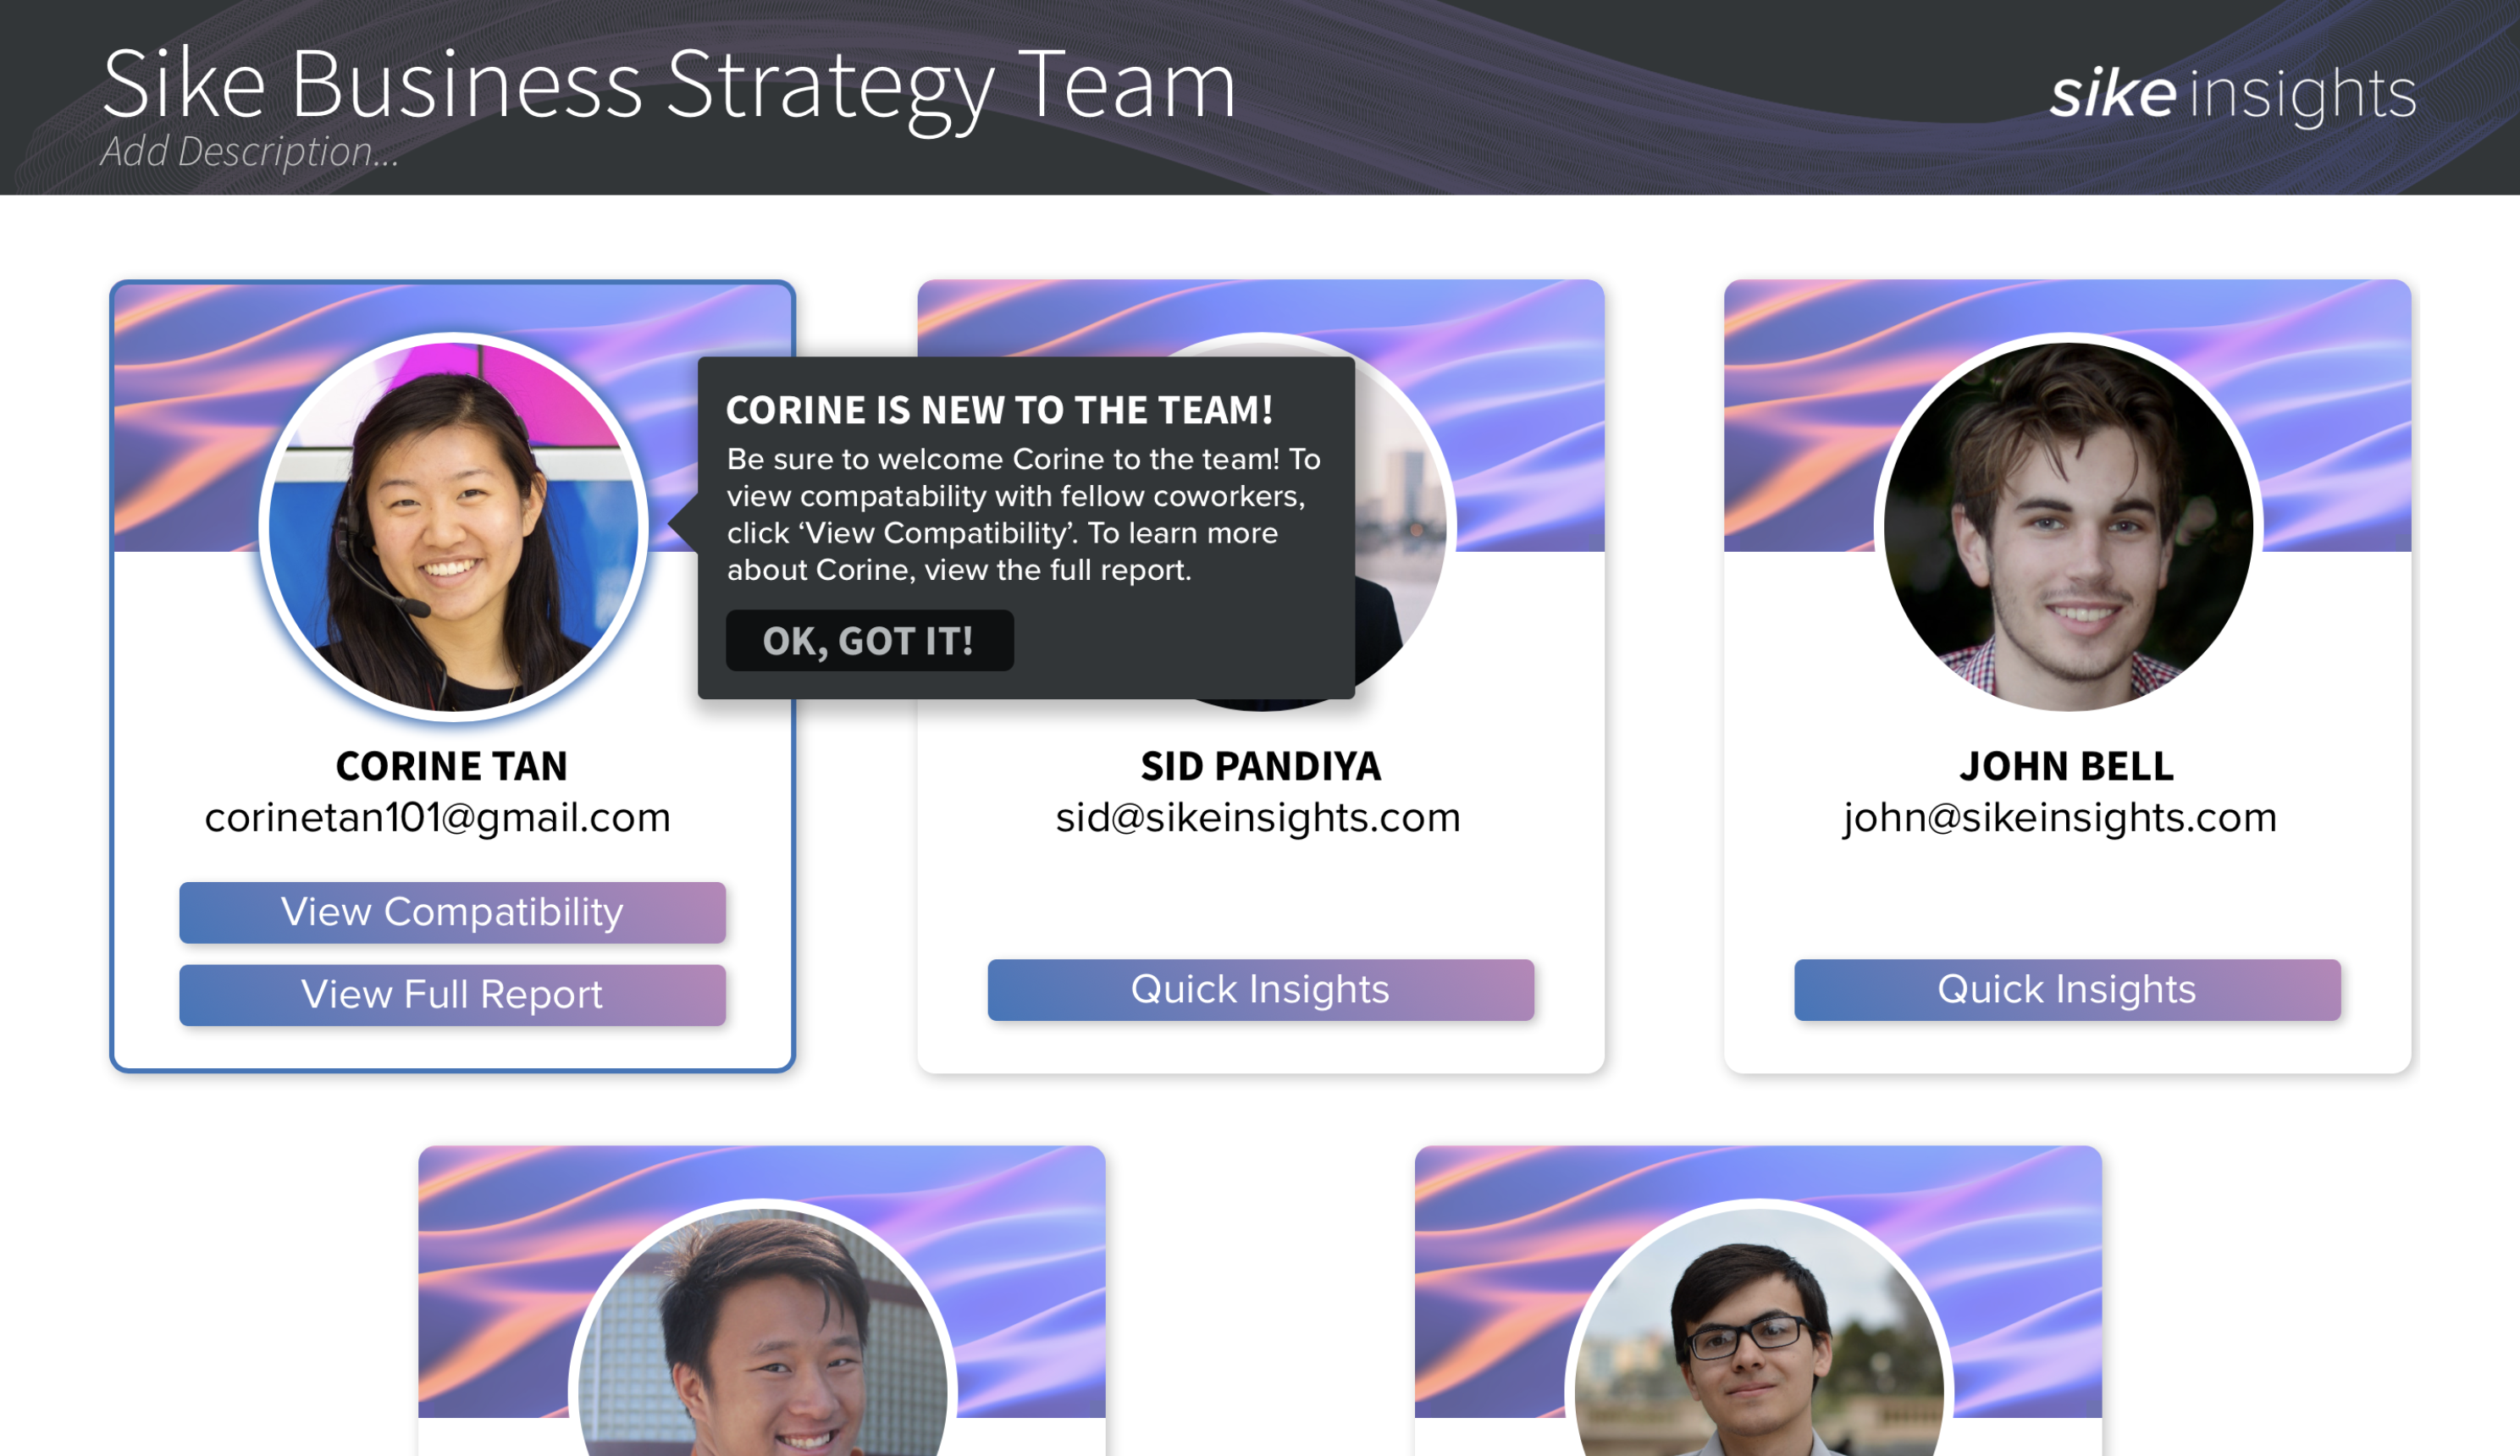 Sike Business Strategy Team
sike insights
Add Description...
CORINE IS NEW TO THE TEAM!
Be sure to welcome Corine to the team! To
view compatability with fellow coworkers,
click ‘View Compatibility’. To learn more
about Corine, view the full report.
OK, GOT IT!
CORINE TAN
corinetan101@gmail.com
View Compatibility
View Full Report
SID PANDIYA
sid@sikeinsights.com
Quick Insights
JOHN BELL
john@sikeinsights.com
Quick Insights